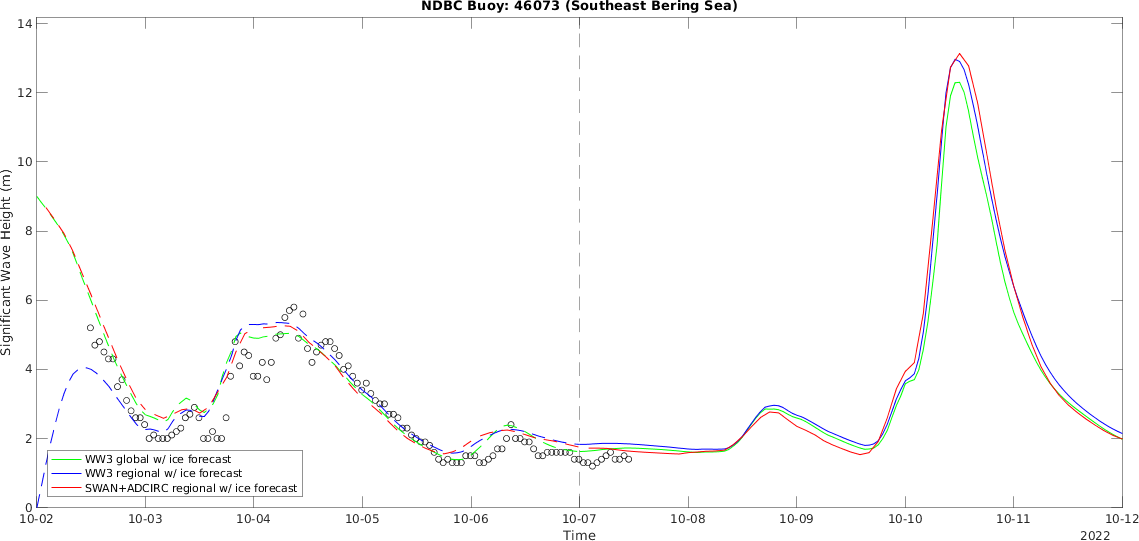 NDBC Buoy: 46073 (Southeast Bering Sea)
14
12
10
8
6
4
2
0
Significant Wave Height (m)
WW3 global w/ ice forecast
WW3 regional w/ ice forecast
SWAN+ADCIRC regional w/ ice forecast
10-02 10-03 10-04 10-05 10-06 10-07 10-08 10-09 10-10 10-11 10-12
Time
2022